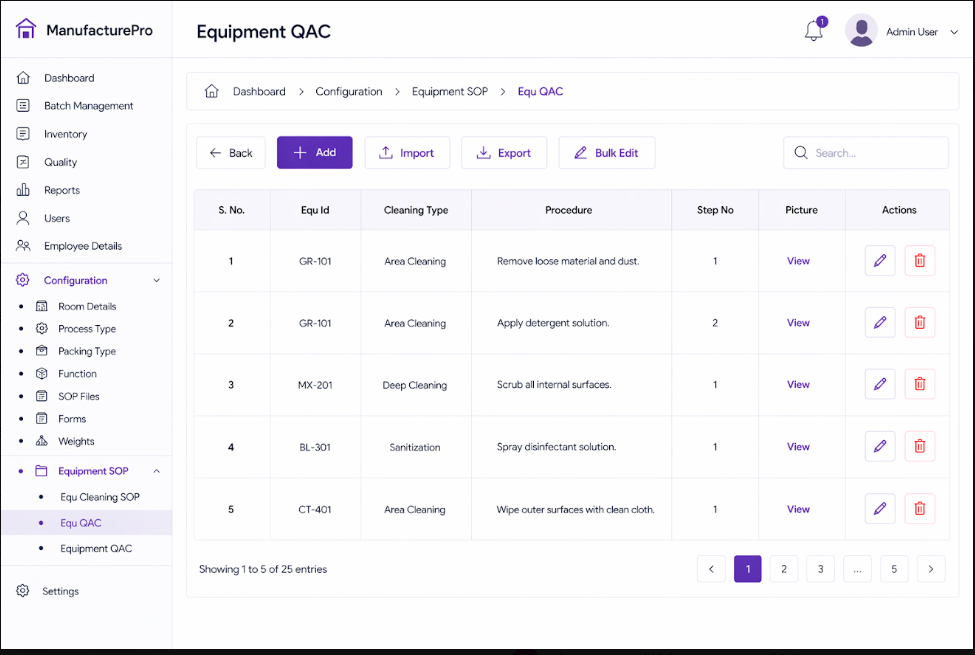 ManufacturePro
Equipment QAC
1
Admin User
Dashboard
Batch Management
Inventory
Quality
Reports
Users
Employee Details
Configuration
Room Details
Process Type
Packing Type
Function
SOP Files
Forms
Weights
Equipment SOP
Equ Cleaning SOP
Equ QAC
Equipment QAC
Settings
Dashboard > Configuration > Equipment SOP > Equ QAC
Back + Add Import Export Bulk Edit Search...
S. No. Equ Id Cleaning Type Procedure Step No Picture Actions
1 GR-101 Area Cleaning Remove loose material and dust. 1 View
2 GR-101 Area Cleaning Apply detergent solution. 2 View
3 MX-201 Deep Cleaning Scrub all internal surfaces. 1 View
4 BL-301 Sanitization Spray disinfectant solution. 1 View
5 CT-401 Area Cleaning Wipe outer surfaces with clean cloth. 1 View
Showing 1 to 5 of 25 entries
< 1 2 3 ... 5 >